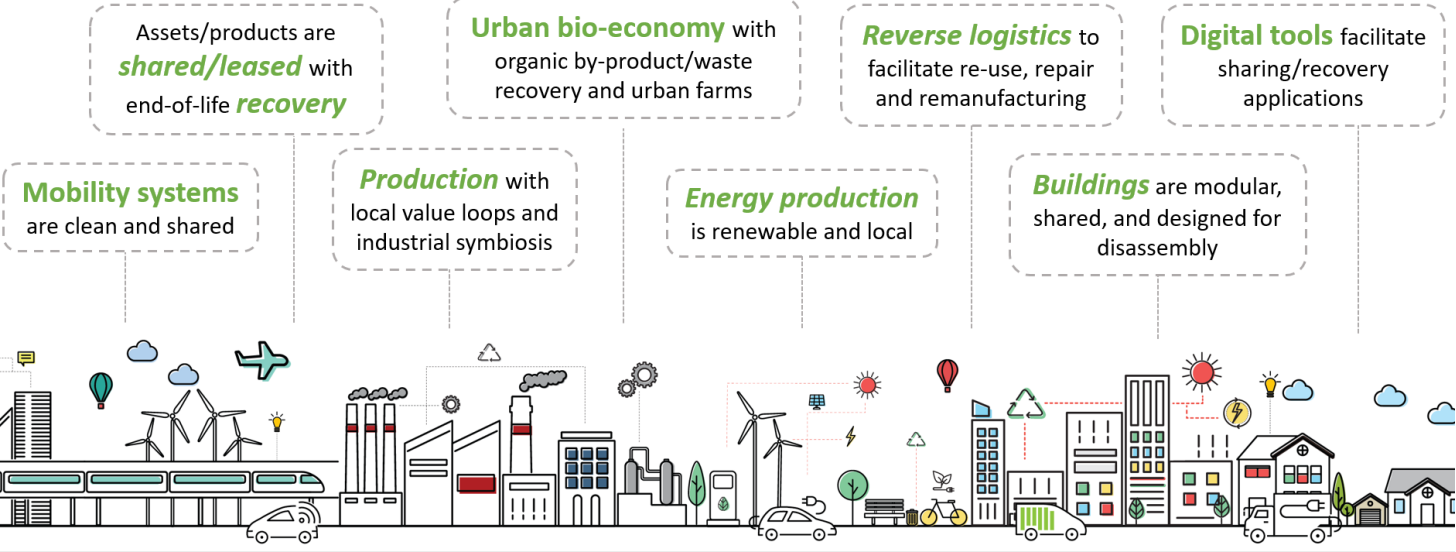 Assets/products are
shared/leased with
end-of-life recovery
Urban bio-economy with
organic by-product/waste
recovery and urban farms
Reverse logistics to
facilitate re-use, repair
and remanufacturing
Digital tools facilitate
sharing/recovery
applications
Mobility systems
are clean and shared
Production with
local value loops and
industrial symbiosis
Energy production
is renewable and local
Buildings are modular,
shared, and designed for
disassembly